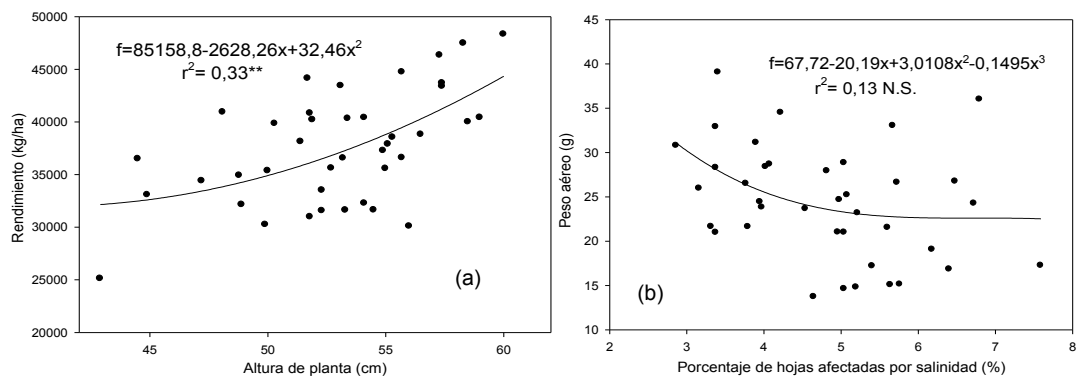 50000
45000
40000
35000
30000
25000
20000
Rendimiento (kg/ha)
f=85158,8-2628,26x+32,46x²
r²= 0,33**
(a)
45 50 55 60
Altura de planta (cm)
45
40
35
30
25
20
15
10
Peso aéreo (g)
f=67,72-20,19x+3,0108x²-0,1495x³
r²= 0,13 N.S.
(b)
2 3 4 5 6 7 8
Porcentaje de hojas afectadas por salinidad (%)